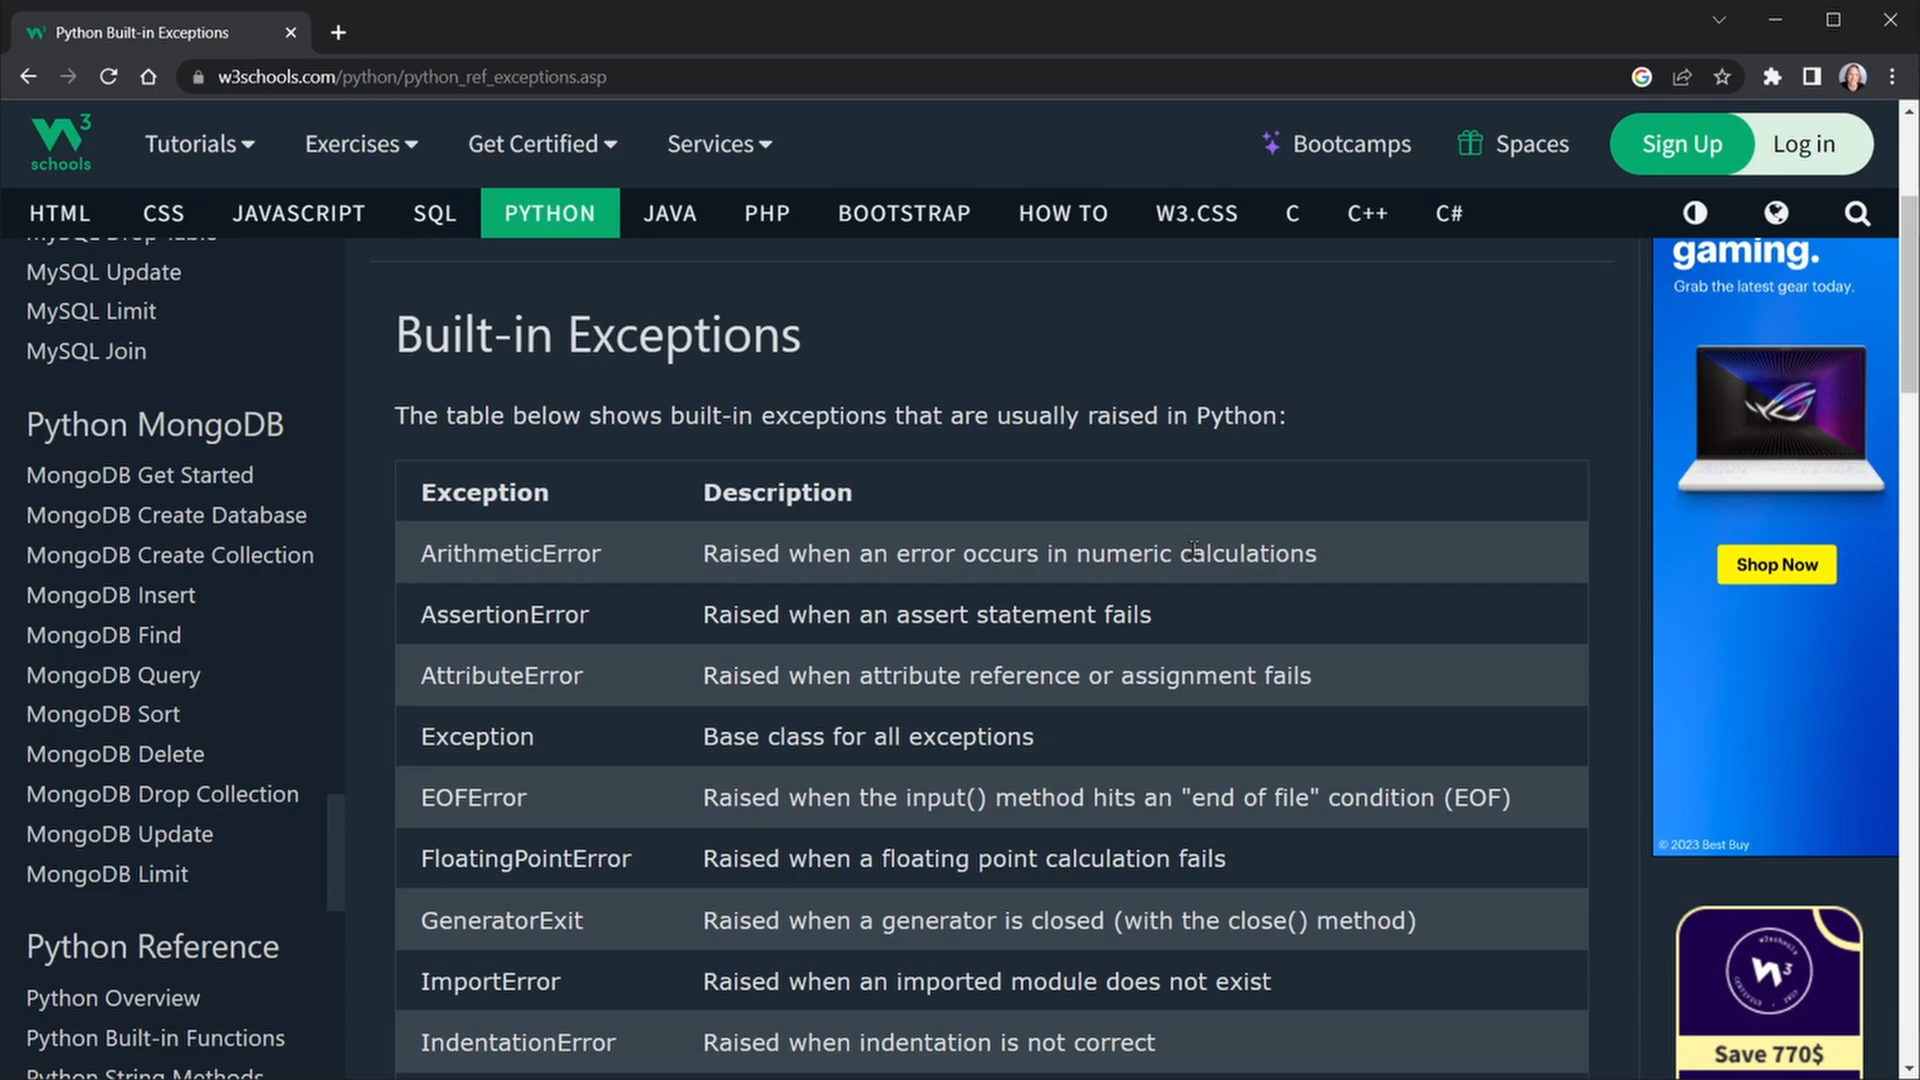 Python Built-in Exceptions
w3schools.com/python/python_ref_exceptions.asp
W3 schools
Tutorials
Exercises
Get Certified
Services
Bootcamps
Spaces
Sign Up
Log in
HTML
CSS
JAVASCRIPT
SQL
PYTHON
JAVA
PHP
BOOTSTRAP
HOW TO
W3.CSS
C
C++
C#
MySQL Drop Table
MySQL Update
MySQL Limit
MySQL Join
Python MongoDB
MongoDB Get Started
MongoDB Create Database
MongoDB Create Collection
MongoDB Insert
MongoDB Find
MongoDB Query
MongoDB Sort
MongoDB Delete
MongoDB Drop Collection
MongoDB Update
MongoDB Limit
Python Reference
Python Overview
Python Built-in Functions
Python String Methods
Built-in Exceptions
The table below shows built-in exceptions that are usually raised in Python:
Exception Description
ArithmeticError Raised when an error occurs in numeric calculations
AssertionError Raised when an assert statement fails
AttributeError Raised when attribute reference or assignment fails
Exception Base class for all exceptions
EOFError Raised when the input() method hits an "end of file" condition (EOF)
FloatingPointError Raised when a floating point calculation fails
GeneratorExit Raised when a generator is closed (with the close() method)
ImportError Raised when an imported module does not exist
IndentationError Raised when indentation is not correct
gaming.
Grab the latest gear today.
Shop Now
© 2023 Best Buy
Save 770$